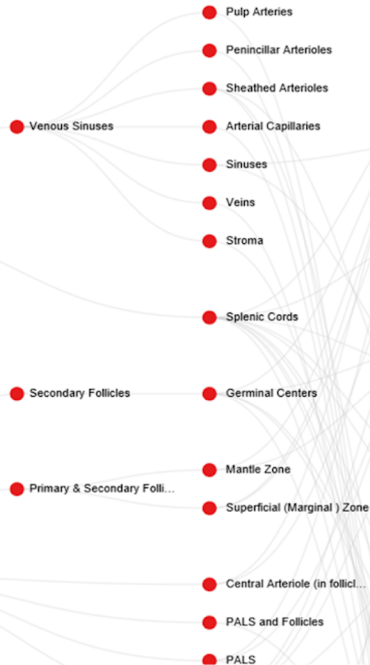 Pulp Arteries
Penincillar Arterioles
Sheathed Arterioles
Venous Sinuses
Arterial Capillaries
Sinuses
Veins
Stroma
Splenic Cords
Secondary Follicles
Germinal Centers
Mantle Zone
Primary & Secondary Folli...
Superficial (Marginal ) Zone
Central Arteriole (in follicl...
PALS and Follicles
PALS